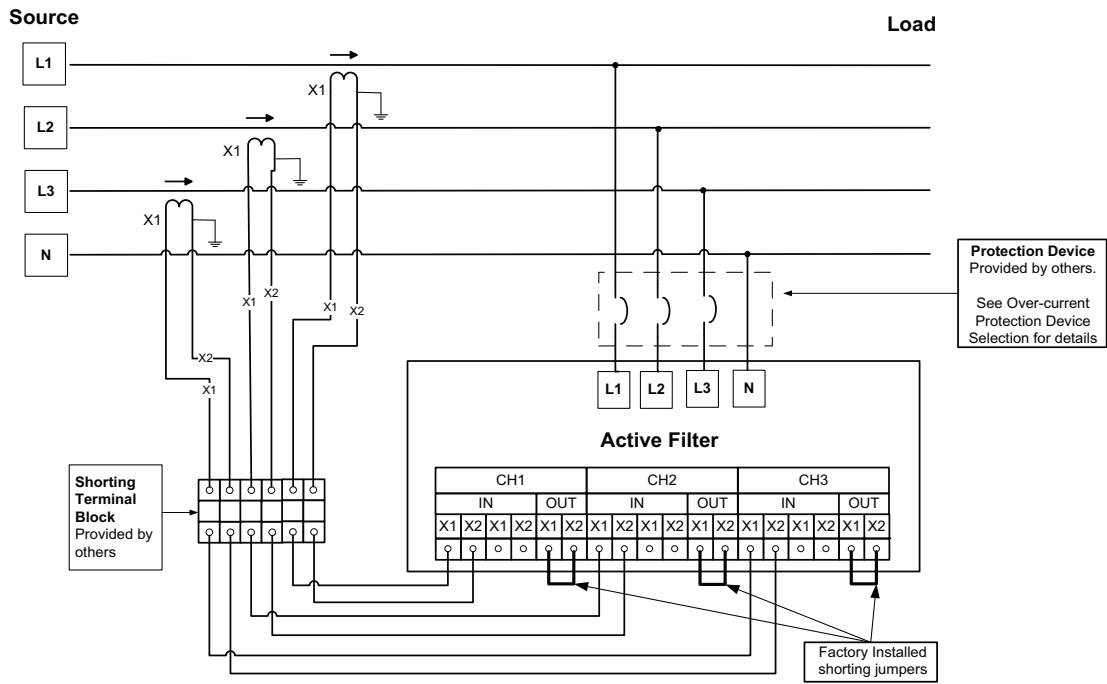 Source
Load
L1
X1
L2
X1
L3
X1
N
X1
X2
X1
X2
X2
X1
Protection Device
Provided by others.
See Over-current
Protection Device
Selection for details
L1
L2
L3
N
Active Filter
Shorting
Terminal
Block
Provided by
others
CH1
CH2
CH3
IN
OUT
IN
OUT
IN
OUT
X1 X2 X1 X2 X1 X2 X1 X2 X1 X2 X1 X2 X1 X2 X1 X2 X1 X2
Factory Installed
shorting jumpers